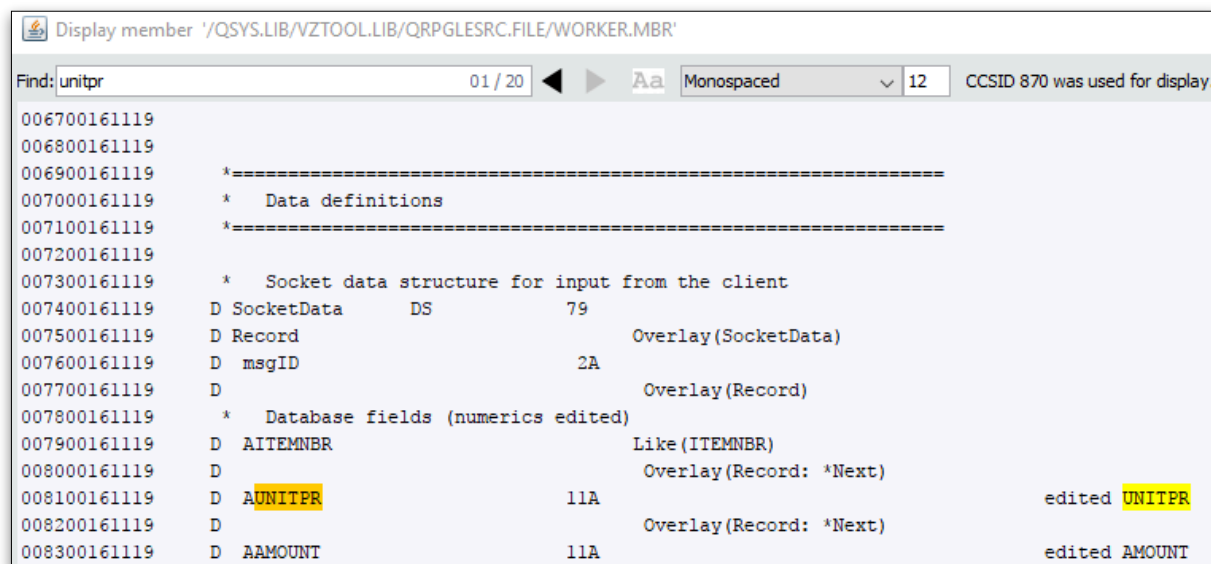 Display member '/QSYS.LIB/VZTOOL.LIB/QRPGLESRC.FILE/WORKER.MBR'
Find: unitpr 01 / 20 Aa Monospaced 12 CCSID 870 was used for display.
006700161119
006800161119
006900161119      *================================================================
007000161119      *   Data definitions
007100161119      *================================================================
007200161119
007300161119      *   Socket data structure for input from the client
007400161119     D SocketData      DS            79
007500161119     D Record                              Overlay(SocketData)
007600161119     D  msgID                         2A
007700161119     D                                      Overlay(Record)
007800161119      *   Database fields (numerics edited)
007900161119     D  AITEMNBR                           Like(ITEMNBR)
008000161119     D                                      Overlay(Record: *Next)
008100161119     D  AUNITPR                      11A                                        edited UNITPR
008200161119     D                                      Overlay(Record: *Next)
008300161119     D  AAMOUNT                      11A                                        edited AMOUNT